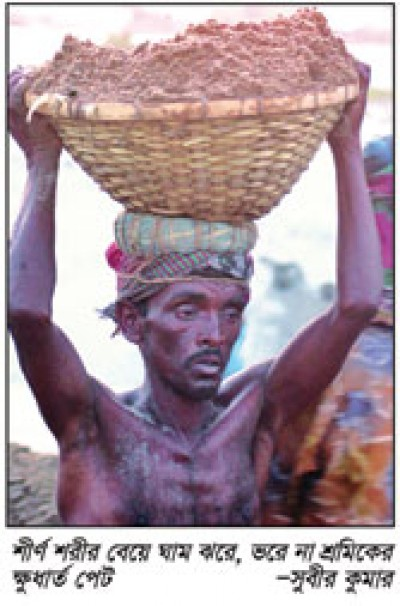 শীর্ণ শরীর বেয়ে ঘাম ঝরে, ভরে না শ্রমিকের
ক্ষুধার্ত পেট –সুবীর কুমার